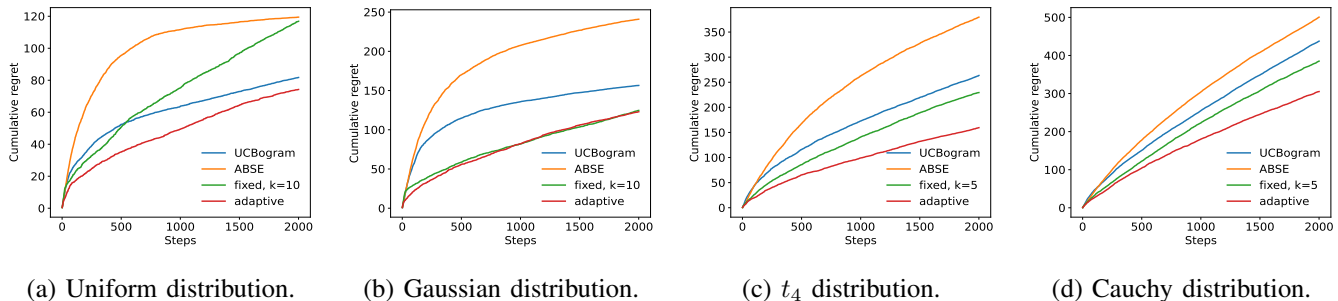 120
100
80
60
40
20
0
Cumulative regret
UCBogram
ABSE
fixed, k=10
adaptive
0 500 1000 1500 2000
Steps
(a) Uniform distribution.
250
200
150
100
50
0
Cumulative regret
UCBogram
ABSE
fixed, k=10
adaptive
0 500 1000 1500 2000
Steps
(b) Gaussian distribution.
350
300
250
200
150
100
50
0
Cumulative regret
UCBogram
ABSE
fixed, k=5
adaptive
0 500 1000 1500 2000
Steps
(c) t₄ distribution.
500
400
300
200
100
0
Cumulative regret
UCBogram
ABSE
fixed, k=5
adaptive
0 500 1000 1500 2000
Steps
(d) Cauchy distribution.